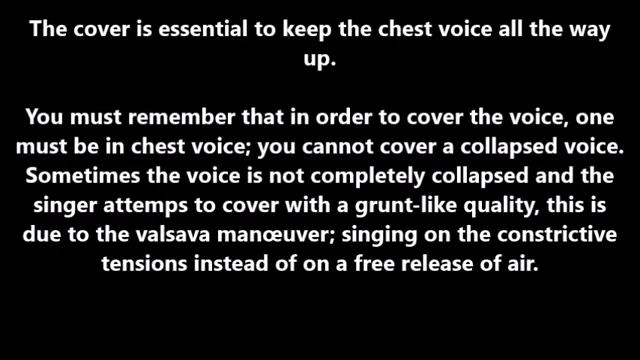 The cover is essential to keep the chest voice all the way
up.
You must remember that in order to cover the voice, one
must be in chest voice; you cannot cover a collapsed voice.
Sometimes the voice is not completely collapsed and the
singer attemps to cover with a grunt-like quality, this is
due to the valsava manœuver; singing on the constrictive
tensions instead of on a free release of air.